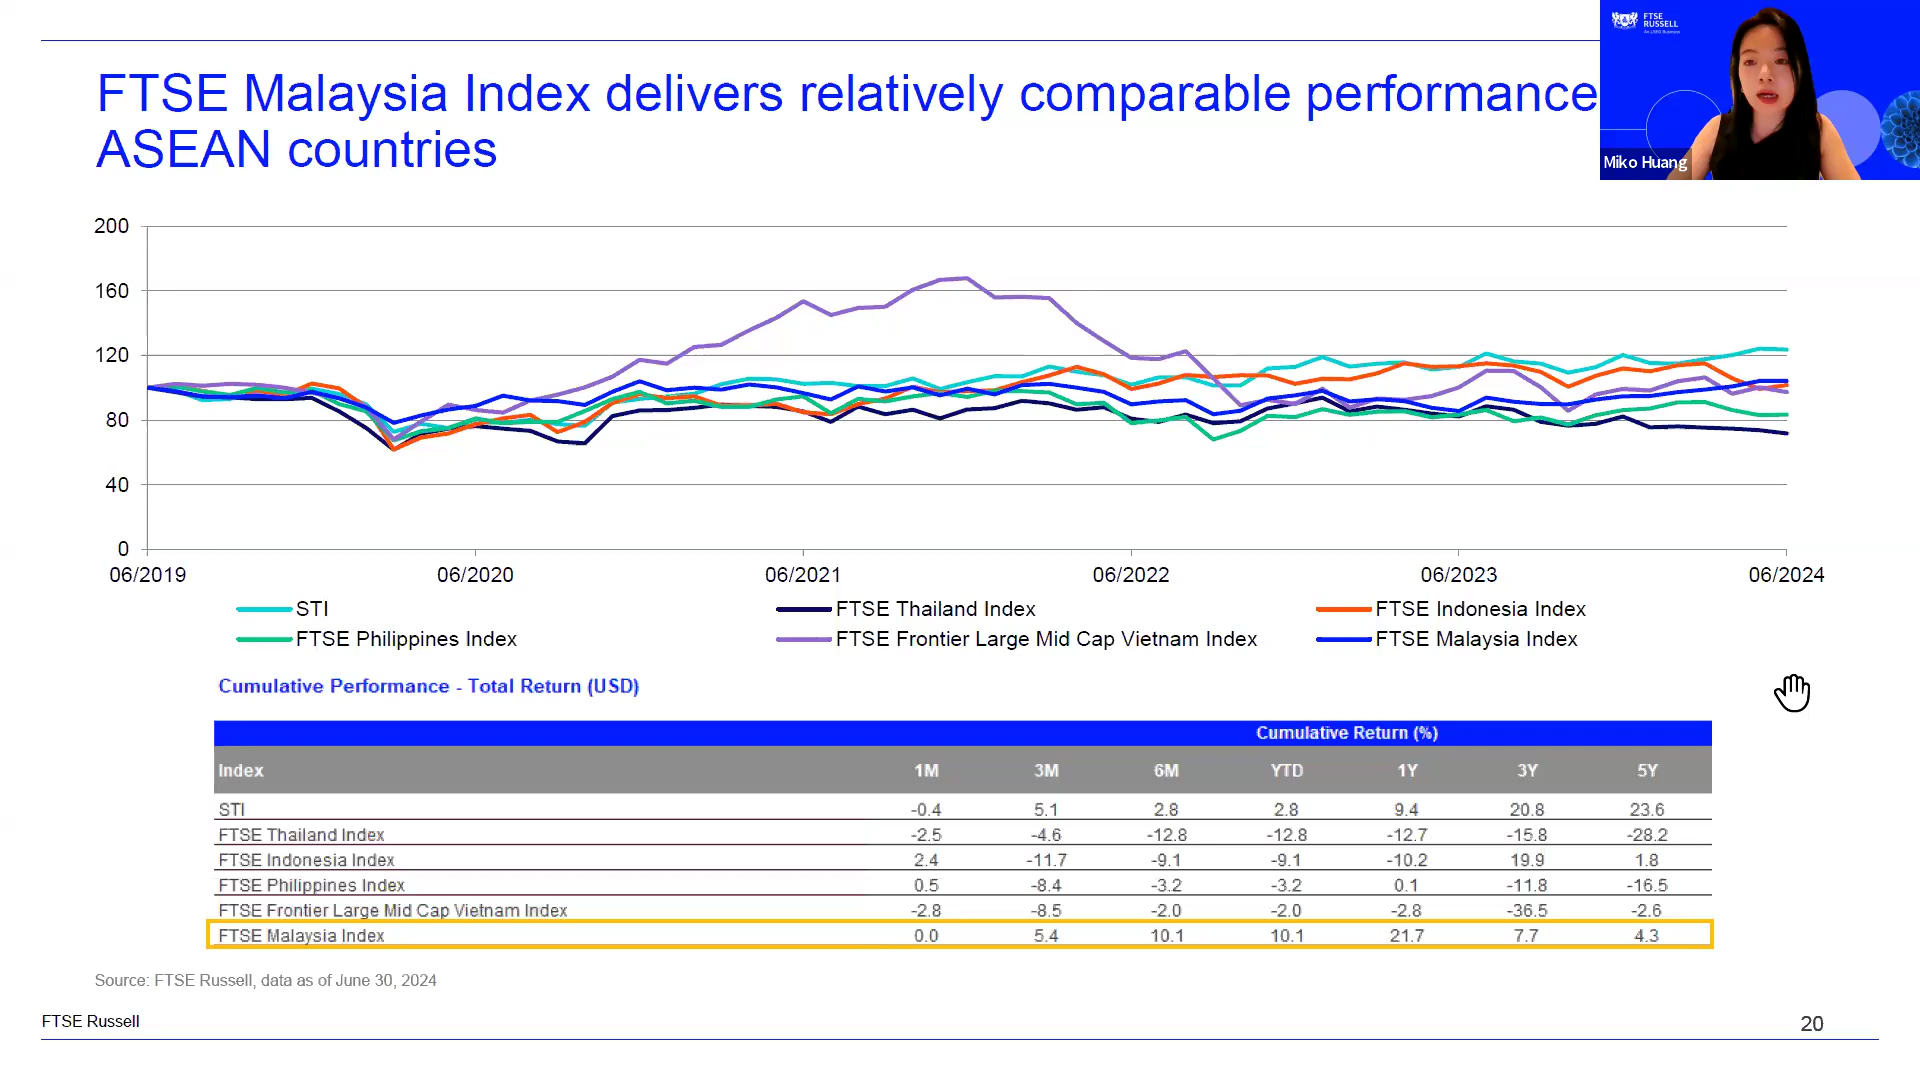 FTSE Malaysia Index delivers relatively comparable performance
ASEAN countries
FTSE
RUSSELL
An LSEG Business
Miko Huang
200
160
120
80
40
0
06/2019 06/2020 06/2021 06/2022 06/2023 06/2024
STI FTSE Thailand Index FTSE Indonesia Index
FTSE Philippines Index FTSE Frontier Large Mid Cap Vietnam Index FTSE Malaysia Index
Cumulative Performance - Total Return (USD)
Cumulative Return (%)
Index 1M 3M 6M YTD 1Y 3Y 5Y
STI -0.4 5.1 2.8 2.8 9.4 20.8 23.6
FTSE Thailand Index -2.5 -4.6 -12.8 -12.8 -12.7 -15.8 -28.2
FTSE Indonesia Index 2.4 -11.7 -9.1 -9.1 -10.2 19.9 1.8
FTSE Philippines Index 0.5 -8.4 -3.2 -3.2 0.1 -11.8 -16.5
FTSE Frontier Large Mid Cap Vietnam Index -2.8 -8.5 -2.0 -2.0 -2.8 -36.5 -2.6
FTSE Malaysia Index 0.0 5.4 10.1 10.1 21.7 7.7 4.3
Source: FTSE Russell, data as of June 30, 2024
FTSE Russell
20